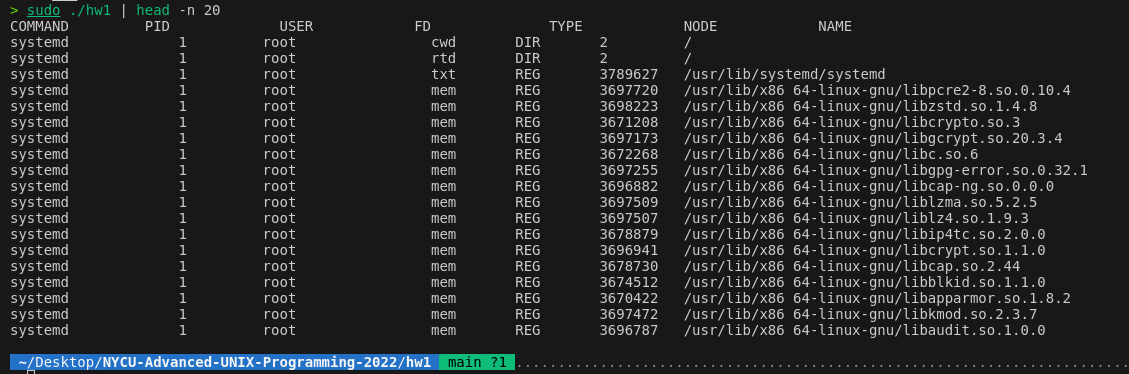 > sudo ./hw1 | head -n 20
COMMAND PID USER FD TYPE NODE NAME
systemd 1 root cwd DIR 2 /
systemd 1 root rtd DIR 2 /
systemd 1 root txt REG 3789627 /usr/lib/systemd/systemd
systemd 1 root mem REG 3697720 /usr/lib/x86 64-linux-gnu/libpcre2-8.so.0.10.4
systemd 1 root mem REG 3698223 /usr/lib/x86 64-linux-gnu/libzstd.so.1.4.8
systemd 1 root mem REG 3671208 /usr/lib/x86 64-linux-gnu/libcrypto.so.3
systemd 1 root mem REG 3697173 /usr/lib/x86 64-linux-gnu/libgcrypt.so.20.3.4
systemd 1 root mem REG 3672268 /usr/lib/x86 64-linux-gnu/libc.so.6
systemd 1 root mem REG 3697255 /usr/lib/x86 64-linux-gnu/libgpg-error.so.0.32.1
systemd 1 root mem REG 3696882 /usr/lib/x86 64-linux-gnu/libcap-ng.so.0.0.0
systemd 1 root mem REG 3697509 /usr/lib/x86 64-linux-gnu/liblzma.so.5.2.5
systemd 1 root mem REG 3697507 /usr/lib/x86 64-linux-gnu/liblz4.so.1.9.3
systemd 1 root mem REG 3678879 /usr/lib/x86 64-linux-gnu/libip4tc.so.2.0.0
systemd 1 root mem REG 3696941 /usr/lib/x86 64-linux-gnu/libcrypt.so.1.1.0
systemd 1 root mem REG 3678730 /usr/lib/x86 64-linux-gnu/libcap.so.2.44
systemd 1 root mem REG 3674512 /usr/lib/x86 64-linux-gnu/libblkid.so.1.1.0
systemd 1 root mem REG 3670422 /usr/lib/x86 64-linux-gnu/libapparmor.so.1.8.2
systemd 1 root mem REG 3697472 /usr/lib/x86 64-linux-gnu/libkmod.so.2.3.7
systemd 1 root mem REG 3696787 /usr/lib/x86 64-linux-gnu/libaudit.so.1.0.0
~/Desktop/NYCU-Advanced-UNIX-Programming-2022/hw1 main ?1